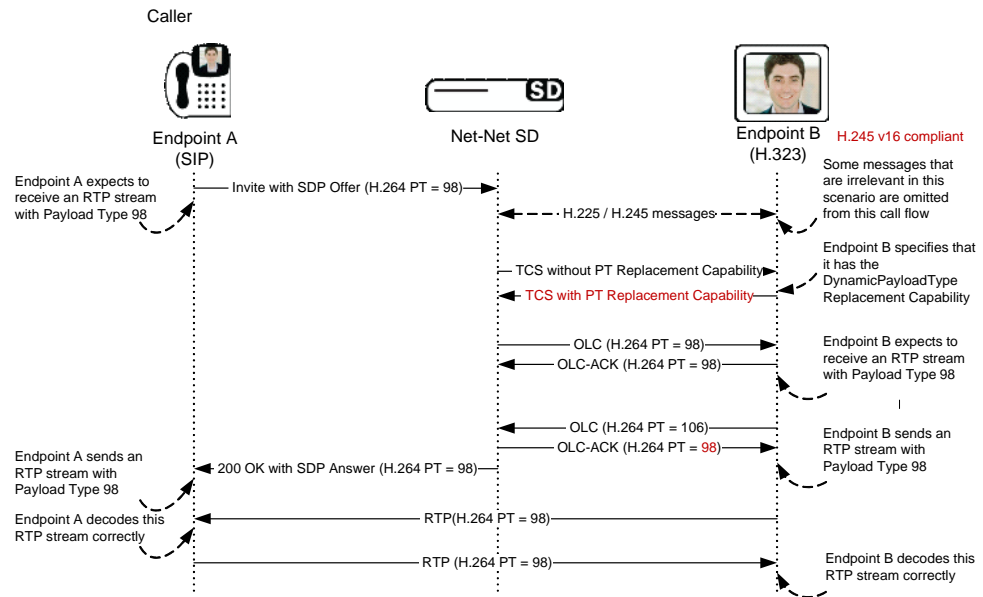 Caller
SD
Endpoint A
(SIP)
Net-Net SD
Endpoint B
(H.323)
H.245 v16 compliant
Some messages that
are irrelevant in this
scenario are omitted
from this call flow
Endpoint A expects to
receive an RTP stream
with Payload Type 98
Invite with SDP Offer (H.264 PT = 98)
H.225 / H.245 messages
Endpoint B specifies that
it has the
DynamicPayloadType
Replacement Capability
TCS without PT Replacement Capability
TCS with PT Replacement Capability
OLC (H.264 PT = 98)
OLC-ACK (H.264 PT = 98)
Endpoint B expects to
receive an RTP stream
with Payload Type 98
OLC (H.264 PT = 106)
OLC-ACK (H.264 PT = 98)
Endpoint B sends an
RTP stream with
Payload Type 98
Endpoint A sends an
RTP stream with
Payload Type 98
200 OK with SDP Answer (H.264 PT = 98)
Endpoint A decodes this
RTP stream correctly
RTP(H.264 PT = 98)
RTP (H.264 PT = 98)
Endpoint B decodes this
RTP stream correctly